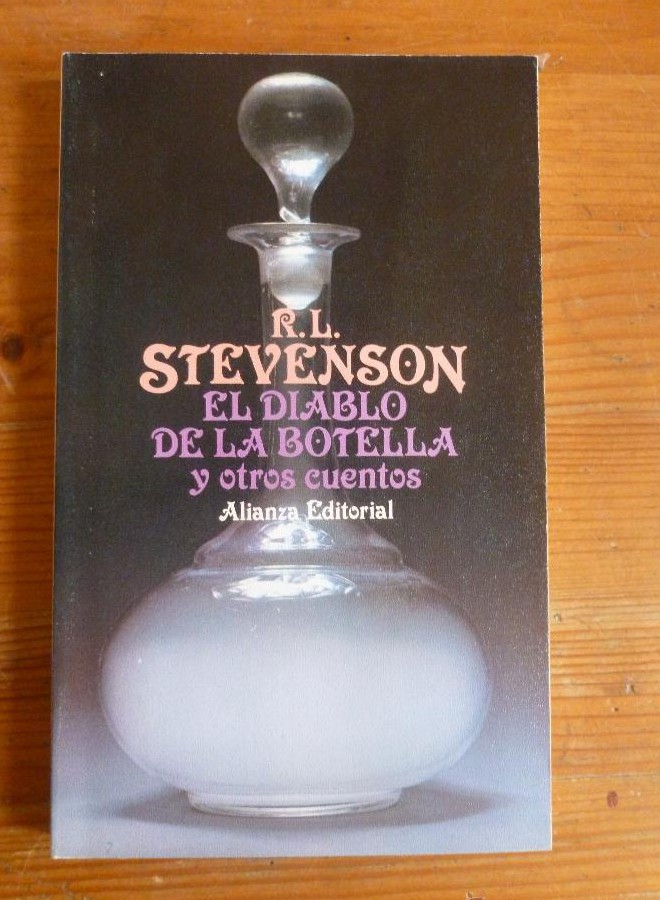 R.L.
STEVENSON
EL DIABLO
DE LA BOTELLA
y otros cuentos
Alianza Editorial